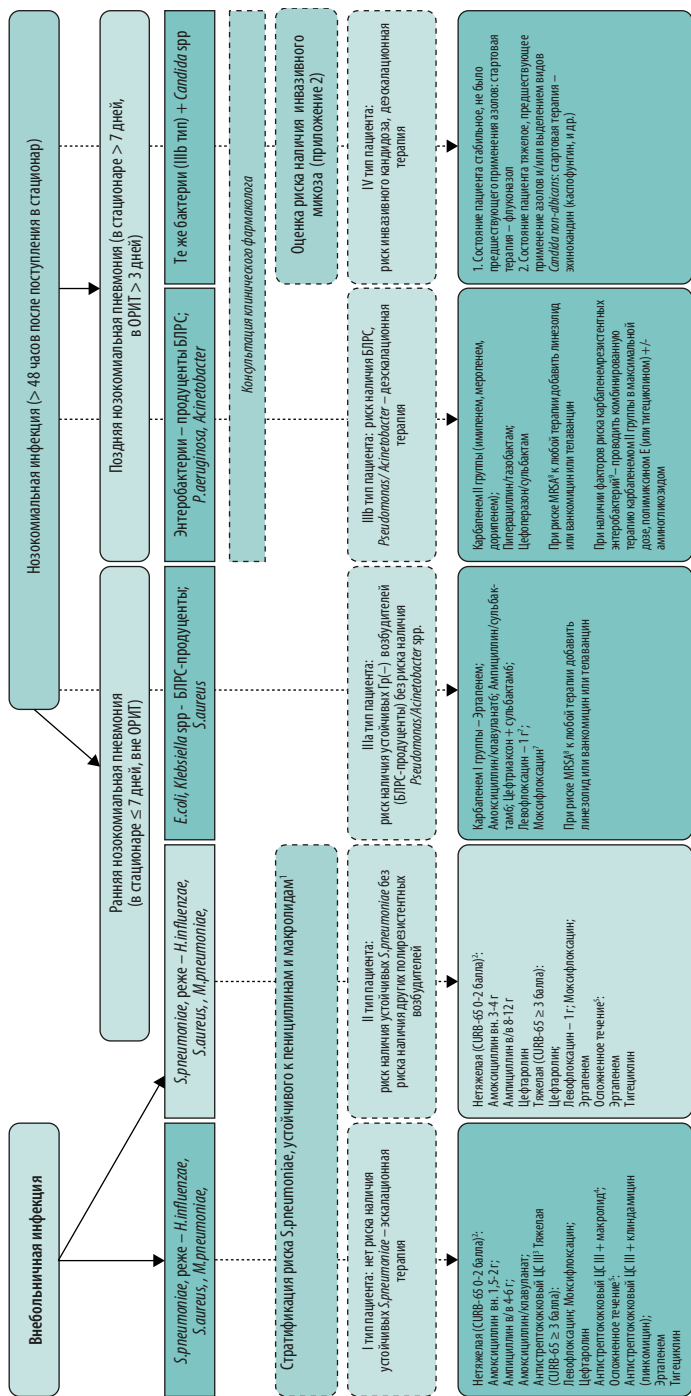 Внебольничная инфекция
Нозокомиальная инфекция (> 48 часов после поступления в стационар)
Ранняя нозокомиальная пневмония
(в стационаре ≤ 7 дней, вне ОРИТ)
Поздняя нозокомиальная пневмония (в стационаре > 7 дней,
в ОРИТ > 3 дней)
S.pneumoniae, реже – H.influenzae,
S.aureus, , M.pneumoniae,
S.pneumoniae, реже – H.influenzae,
S.aureus, , M.pneumoniae,
E.coli, Klebsiella spp - БЛРС-продуценты;
S.aureus
Энтеробактерии – продуценты БЛРС;
P.aeruginosa, Acinetobacter
Те же бактерии (IIIb тип) + Candida spp
Консультация клинического фармаколога
Стратификация риска S.pneumoniae, устойчивого к пенициллинам и макролидам¹
Оценка риска наличия инвазивного
микоза (приложение 2)
I тип пациента: нет риска наличия
устойчивых S.pneumoniae – эскалационная
терапия
II тип пациента:
риск наличия устойчивых S.pneumoniae без
риска наличия других полирезистентных
возбудителей
IIIa тип пациента:
риск наличия устойчивых Гр(–) возбудителей
(БЛРС-продуценты) без риска наличия
Pseudomonas/Acinetobacter spp.
IIIb тип пациента: риск наличия БЛРС,
Pseudomonas/ Acinetobacter – деэскалационная
терапия
IV тип пациента:
риск инвазивного кандидоза, деэскалационная
терапия
Нетяжелая (CURB-65 0-2 балла)²:
Амоксициллин вн. 1,5-2 г;
Ампициллин в/в 4-6 г;
Амоксициллин/клавуланат;
Антистрептококковый ЦС III³ Тяжелая
(CURB-65 ≥ 3 балла):
Левофлоксацин; Моксифлоксацин;
Цефтаролин
Антистрептококковый ЦС III + макролид⁴;
Осложненное течение⁵:
Антистрептококковый ЦС III + клиндамицин
(линкомицин);
Эртапенем
Тигециклин
Нетяжелая (CURB-65 0-2 балла)²:
Амоксициллин вн. 3-4 г
Ампициллин в/в 8-12 г
Цефтаролин
Тяжелая (CURB-65 ≥ 3 балла):
Цефтаролин;
Левофлоксацин – 1 г; Моксифлоксацин;
Эртапенем
Осложненное течение⁵:
Эртапенем
Тигециклин
Карбапенем I группы – Эртапенем;
Амоксициллин/клавуланат6; Ампициллин/сульбак-
там6; Цефтриаксон + сульбактам6;
Левофлоксацин – 1 г⁷;
Моксифлоксацин⁷
При риске MRSA⁸ к любой терапии добавить
линезолид или ванкомицин или телаванцин
Карбапенем II группы (имипенем, меропенем,
дорипенем);
Пиперациллин/тазобактам;
Цефоперазон/сульбактам
При риске MRSA⁸ к любой терапии добавить линезолид
или ванкомицин или телаванцин
При наличии факторов риска карбапенемрезистентных
энтеробактерий⁹ – проводить комбинированную
терапию карбапенемом II группы в максимальной
дозе, полимиксином Е (или тигециклином) +/-
аминогликозидом
1. Состояние пациента стабильное, не было
предшествующего применения азолов: стартовая
терапия – флуконазол
2. Состояние пациента тяжелое, предшествующее
применение азолов и/или выделением видов
Candida non-albicans: стартовая терапия –
эхинокандин (каспофунгин, и др.)